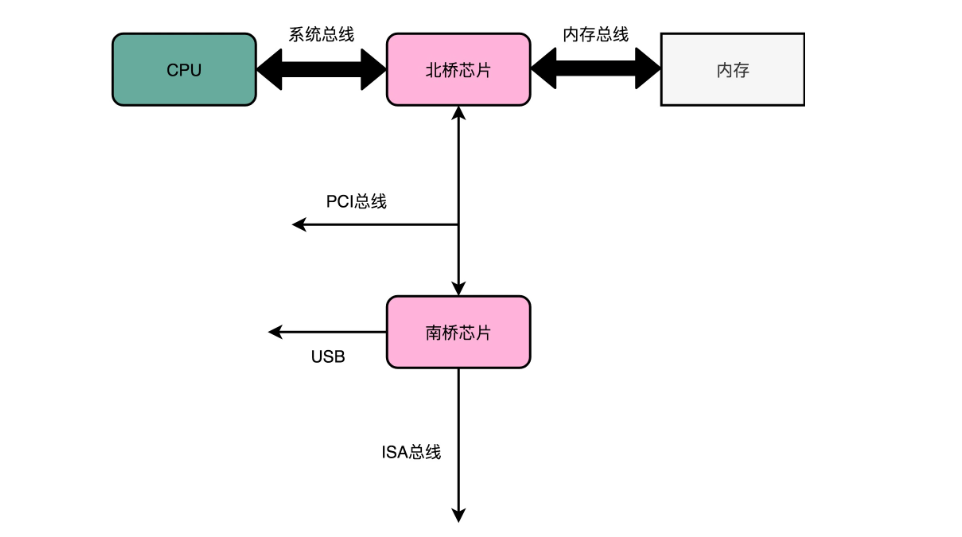 系统总线
内存总线
CPU
北桥芯片
内存
PCI总线
南桥芯片
USB
ISA总线